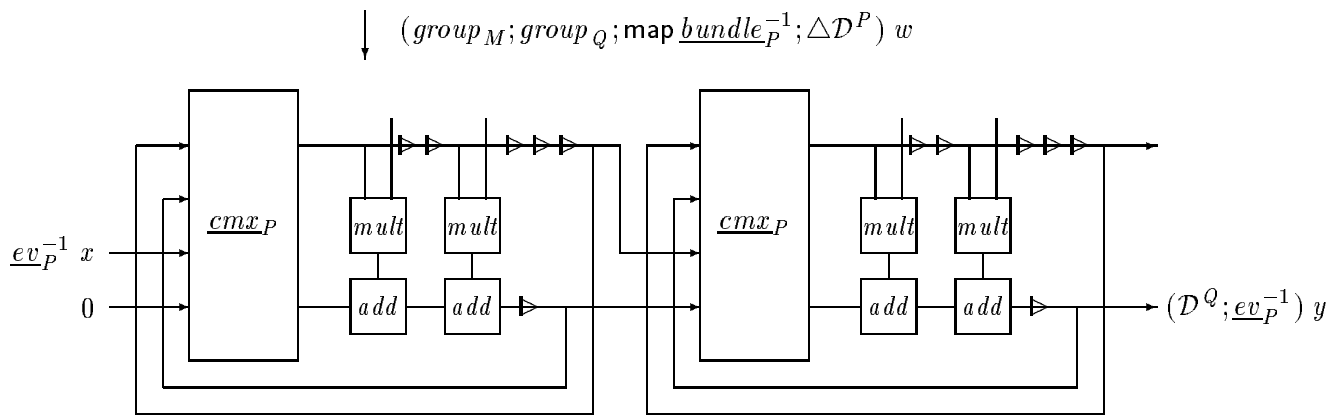 (group_M; group_Q; map bundle_P^{-1}; △𝒟^P) w
cmx_P mult mult cmx_P mult mult
ev_P^{-1} x
0 add add add add (𝒟^Q; ev_P^{-1}) y